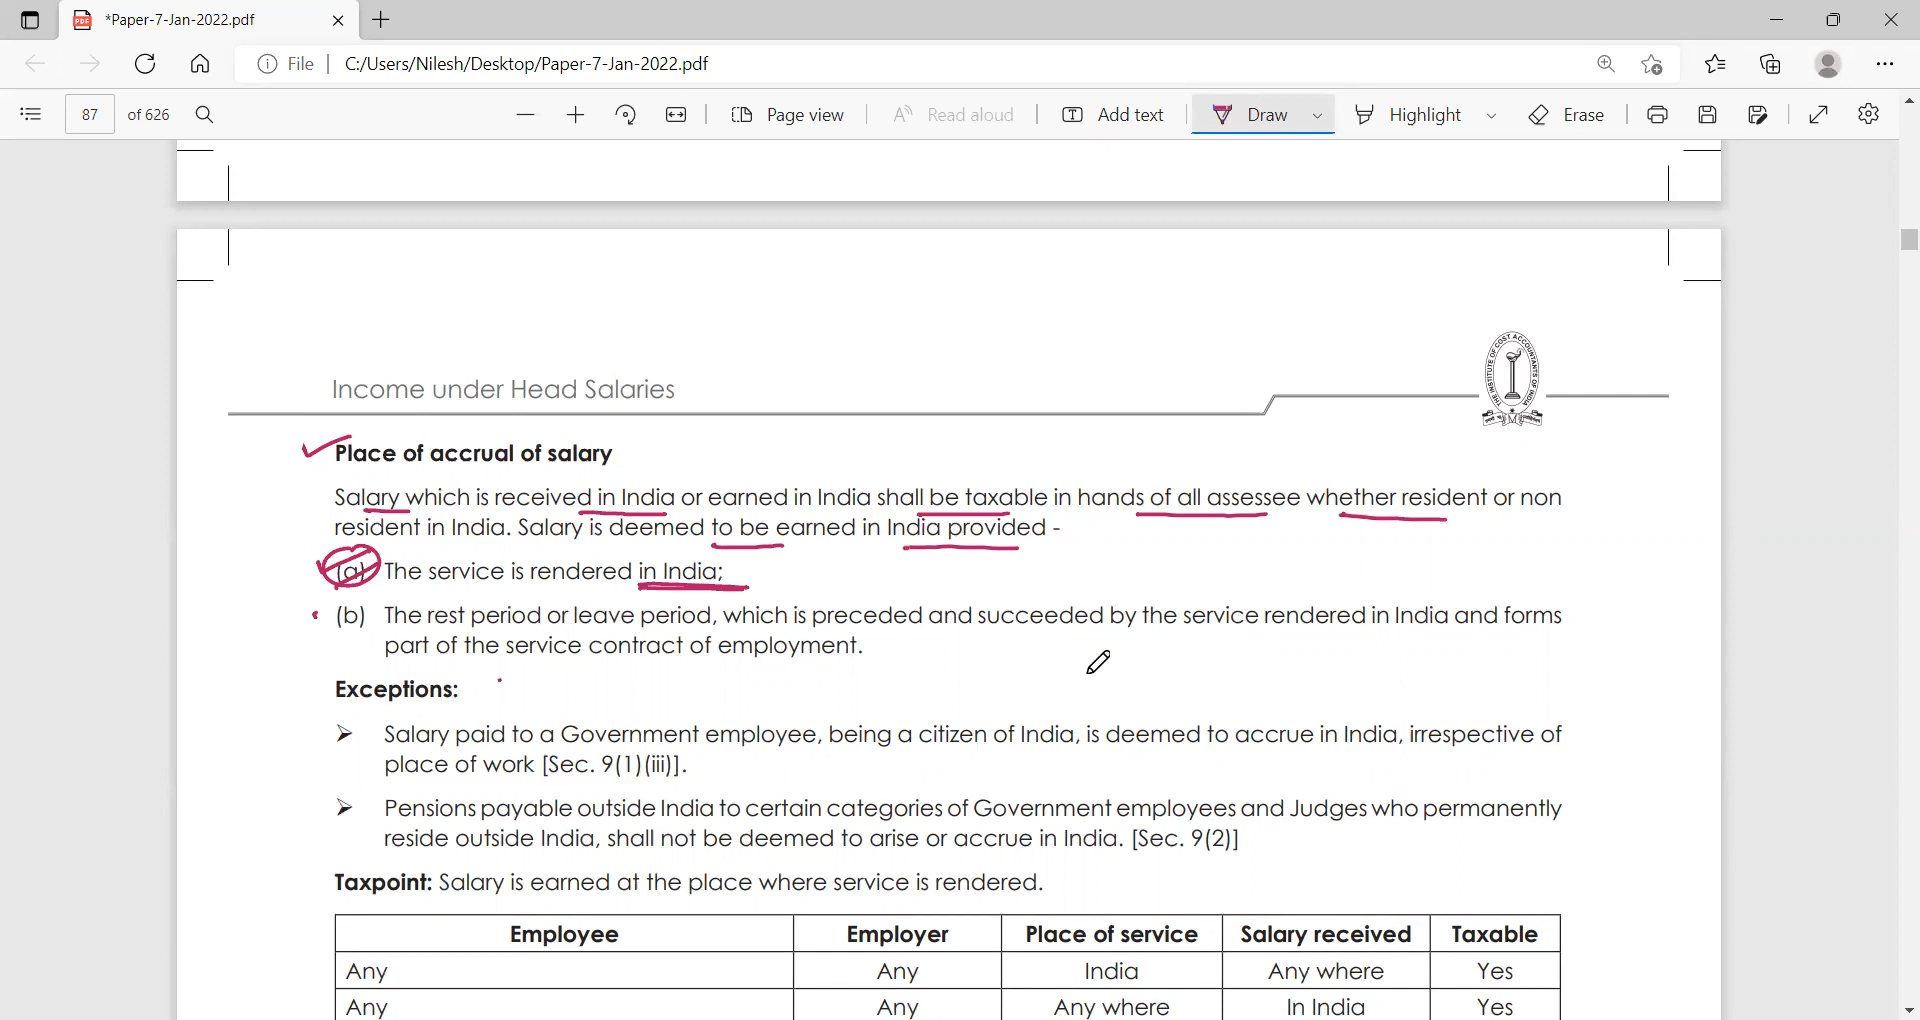 *Paper-7-Jan-2022.pdf
File | C:/Users/Nilesh/Desktop/Paper-7-Jan-2022.pdf
87 of 626 Page view Read aloud Add text Draw Highlight Erase
Income under Head Salaries
THE INSTITUTE OF COST ACCOUNTANTS OF INDIA
Place of accrual of salary
Salary which is received in India or earned in India shall be taxable in hands of all assessee whether resident or non
resident in India. Salary is deemed to be earned in India provided -
(a) The service is rendered in India;
(b) The rest period or leave period, which is preceded and succeeded by the service rendered in India and forms
part of the service contract of employment.
Exceptions:
➢ Salary paid to a Government employee, being a citizen of India, is deemed to accrue in India, irrespective of
place of work [Sec. 9(1)(iii)].
➢ Pensions payable outside India to certain categories of Government employees and Judges who permanently
reside outside India, shall not be deemed to arise or accrue in India. [Sec. 9(2)]
Taxpoint: Salary is earned at the place where service is rendered.
Employee Employer Place of service Salary received Taxable
Any Any India Any where Yes
Any Any Any where In India Yes